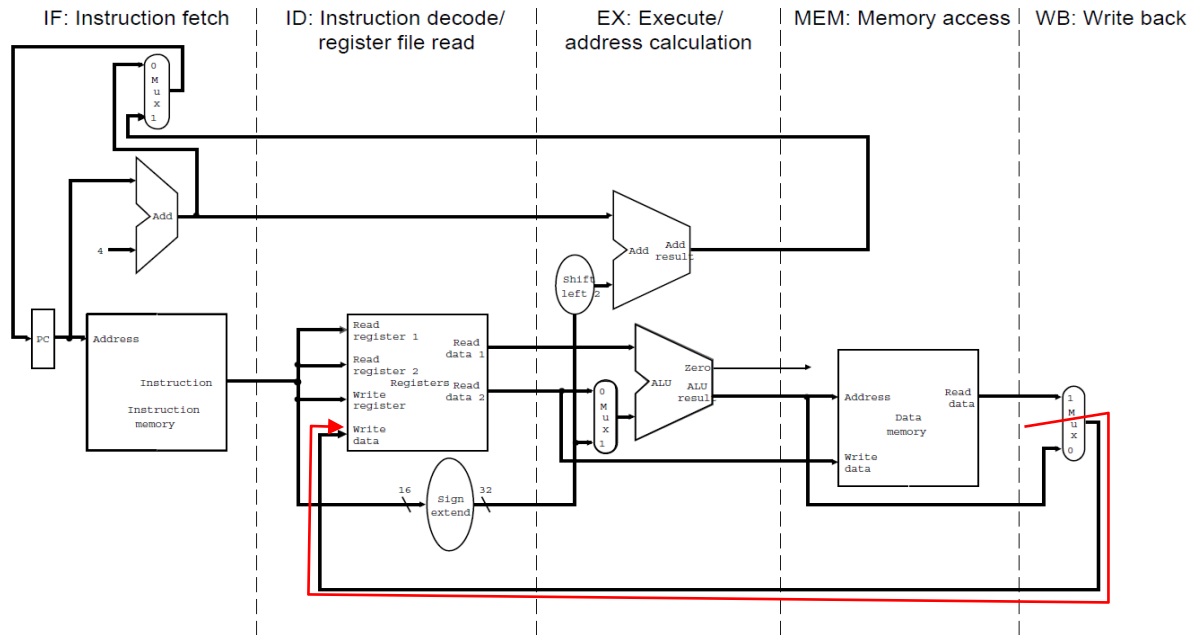 IF: Instruction fetch
ID: Instruction decode/
register file read
EX: Execute/
address calculation
MEM: Memory access
WB: Write back
0
M
u
x
1
Add
4
Add
Add
result
Shift
left 2
PC
Address
Instruction
Instruction
memory
Read
register 1
Read
register 2
Write
register
Write
data
Registers
Read
data 1
Read
data 2
0
M
u
x
1
ALU
Zero
ALU
result
Address
Write
data
Data
memory
Read
data
1
M
u
x
0
16
Sign
extend
32